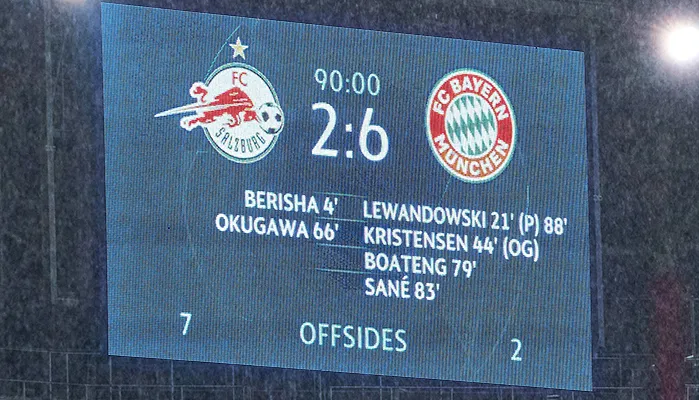 FC
SALZBURG
90:00
2:6
FC BAYERN
MÜNCHEN
BERISHA 4'
OKUGAWA 66'
LEWANDOWSKI 21' (P) 88'
KRISTENSEN 44' (OG)
BOATENG 79'
SANÉ 83'
7 OFFSIDES 2